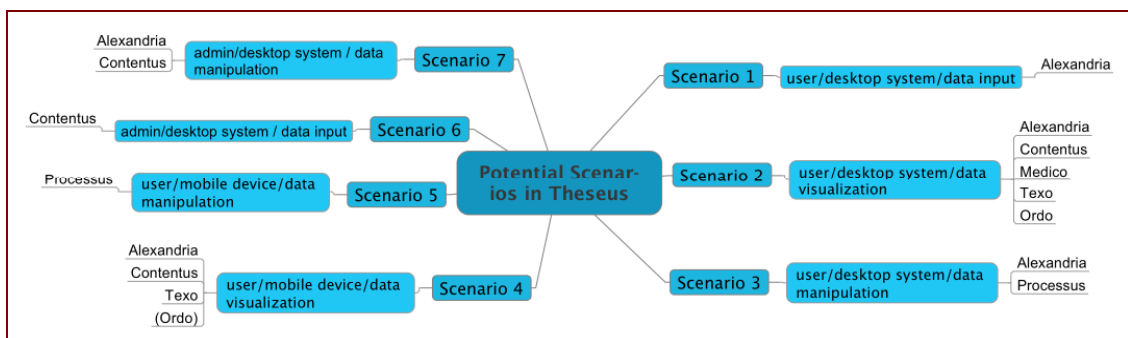 Potential Scenar-
ios in Theseus
Scenario 1
user/desktop system/data input
Alexandria
Scenario 2
user/desktop system/data
visualization
Alexandria
Contentus
Medico
Texo
Ordo
Scenario 3
user/desktop system/data
manipulation
Alexandria
Processus
Scenario 4
user/mobile device/data
visualization
Alexandria
Contentus
Texo
(Ordo)
Scenario 5
user/mobile device/data
manipulation
Processus
Scenario 6
admin/desktop system / data input
Contentus
Scenario 7
admin/desktop system / data
manipulation
Alexandria
Contentus